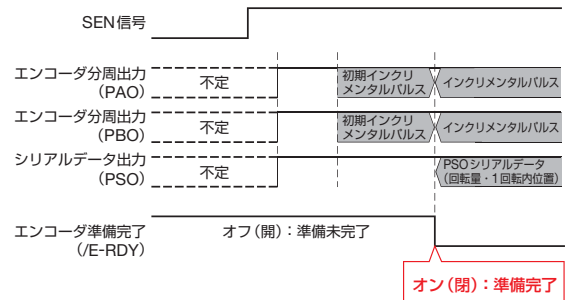 SEN信号
エンコーダ分周出力
(PAO)
不定
初期インクリ
メンタルパルス
インクリメンタルパルス
エンコーダ分周出力
(PBO)
不定
初期インクリ
メンタルパルス
インクリメンタルパルス
シリアルデータ出力
(PSO)
不定
PSOシリアルデータ
(回転量・1回転内位置)
エンコーダ準備完了
(/E-RDY)
オフ(開):準備未完了
オン(閉):準備完了